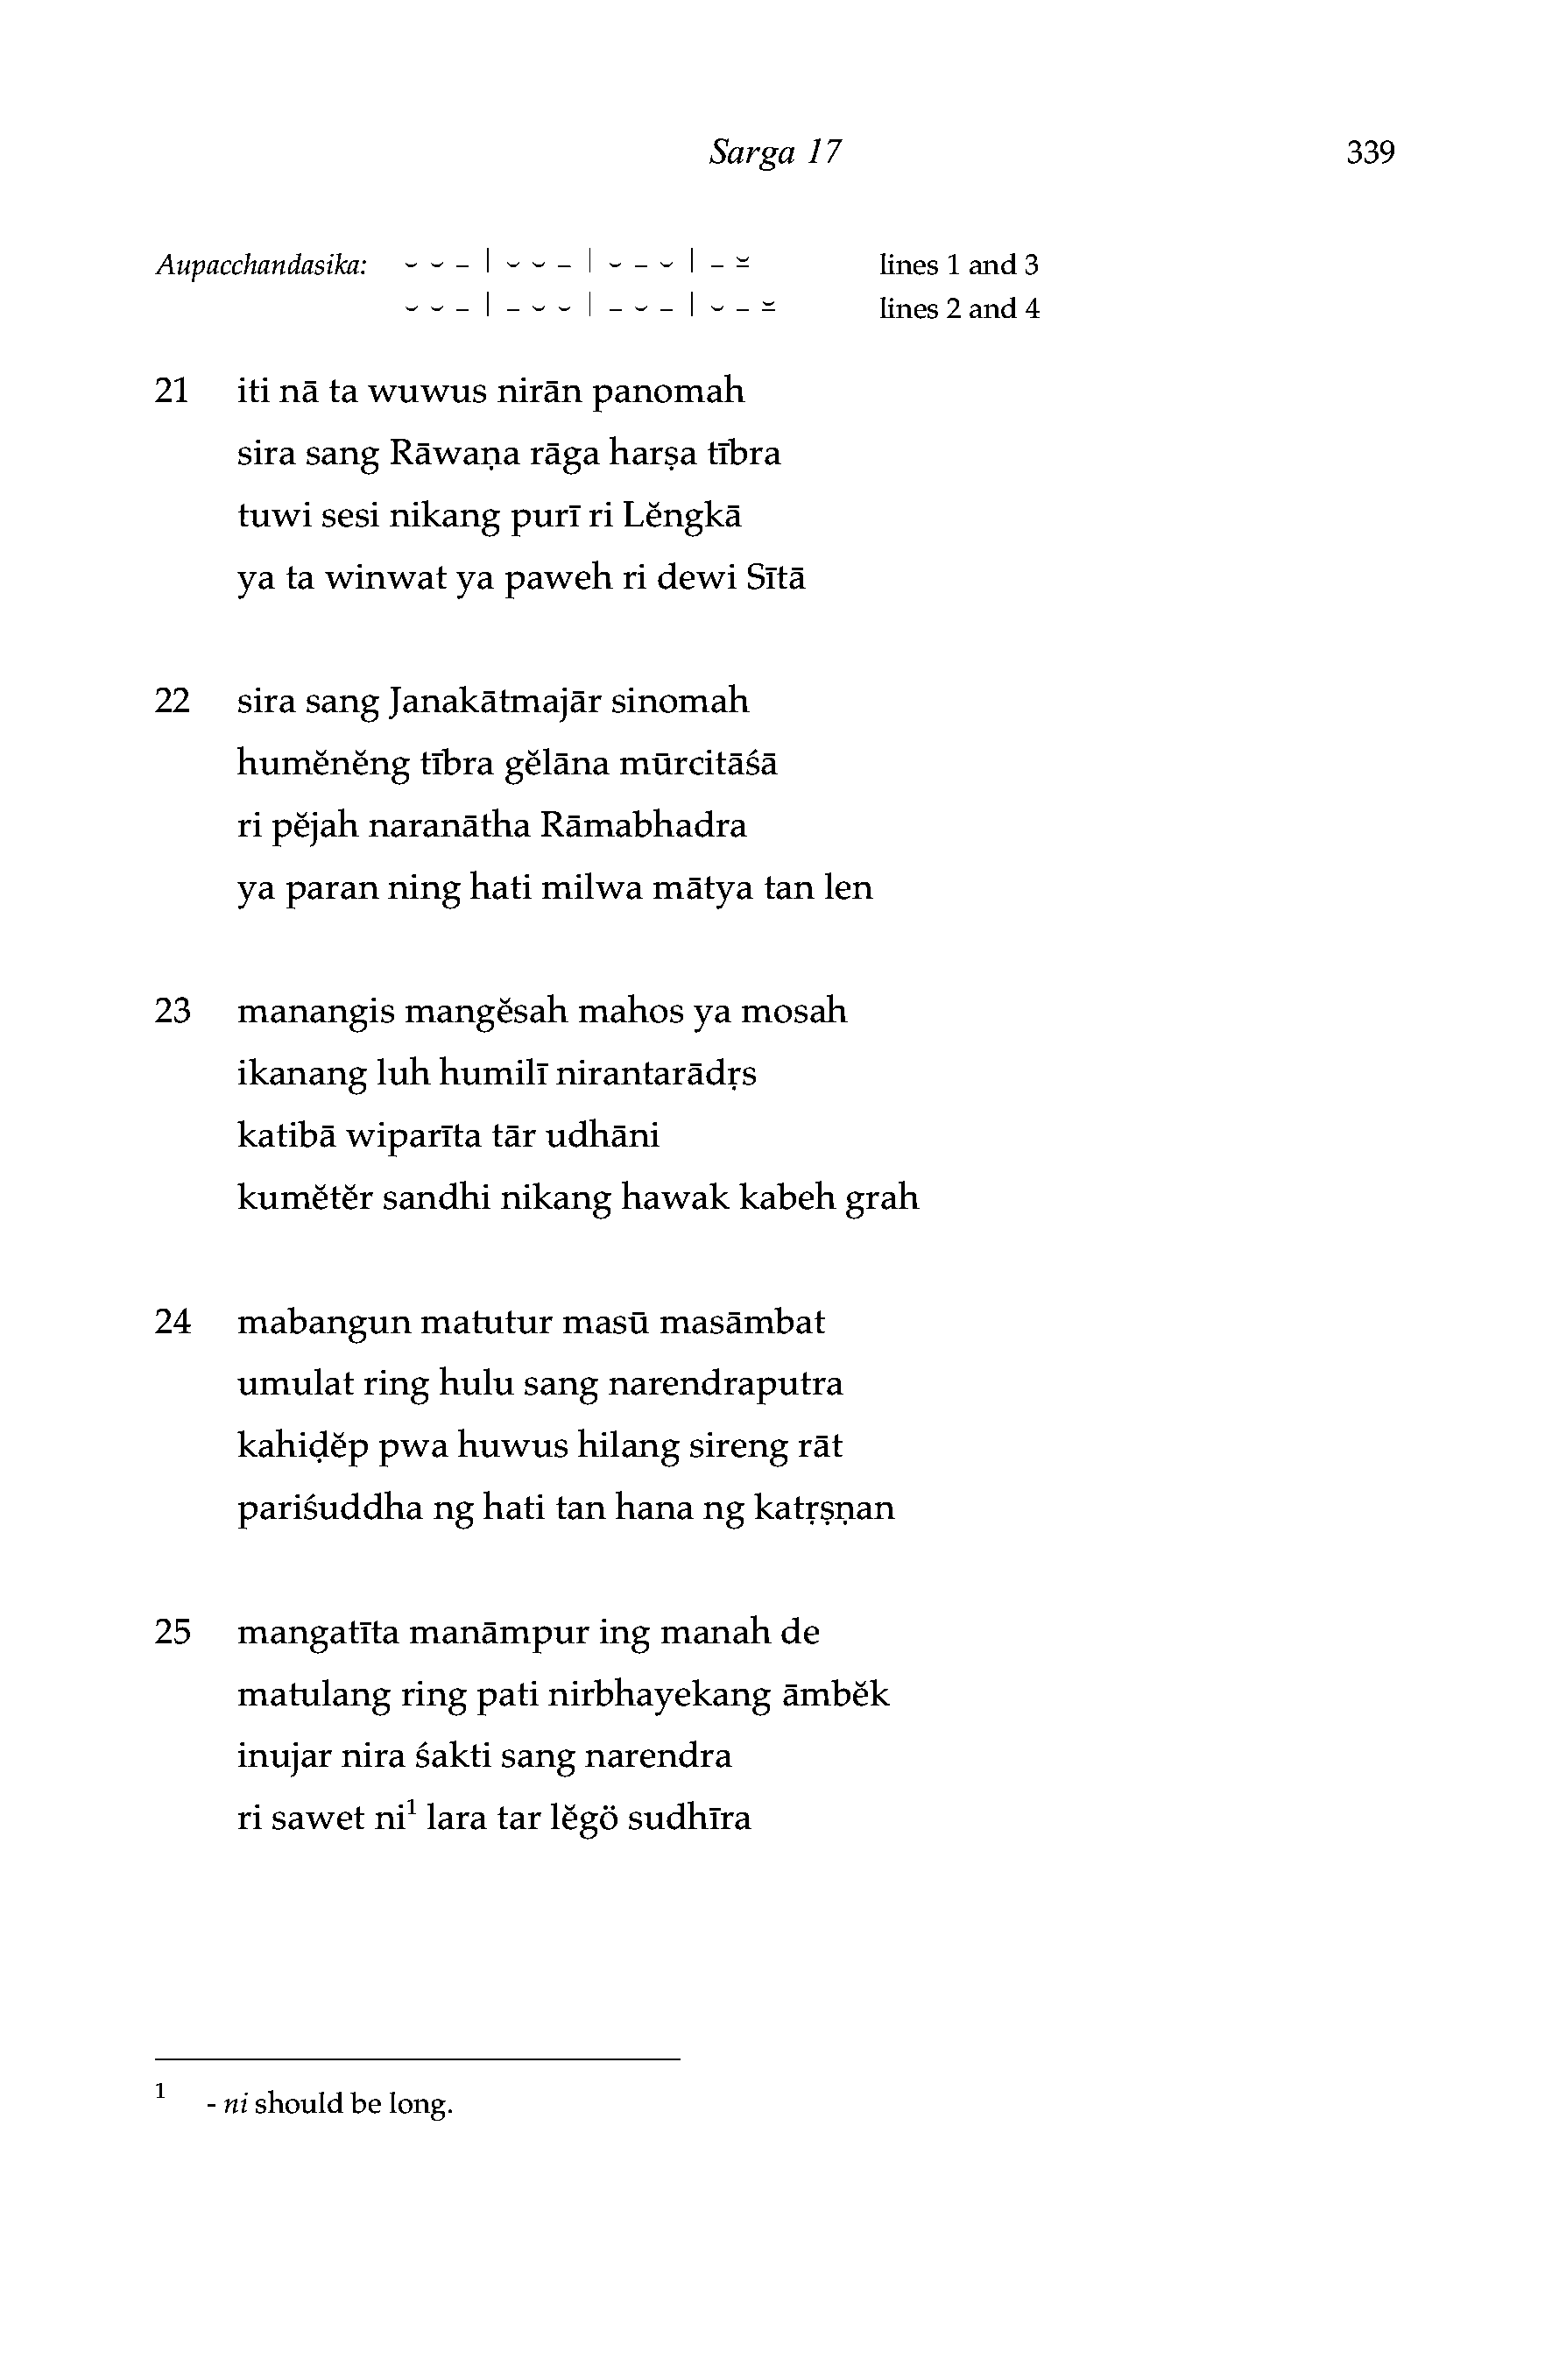 Sarga 17 339
Aupacchandasika: ⏑ ⏑ – | ⏑ ⏑ – | ⏑ – ⏑ | – ⏓ lines 1 and 3
⏑ ⏑ – | – ⏑ ⏑ | – ⏑ – | ⏑ – ⏓ lines 2 and 4
21 iti nā ta wuwus nirān panomah
sira sang Rāwaṇa rāga harṣa tībra
tuwi sesi nikang purī ri Lĕngkā
ya ta winwat ya paweh ri dewi Sītā
22 sira sang Janakātmajār sinomah
humĕnĕng tībra gĕlāna mūrcitāśā
ri pĕjah naranātha Rāmabhadra
ya paran ning hati milwa mātya tan len
23 manangis mangĕsah mahos ya mosah
ikanang luh humilī nirantarādṛs
katibā wiparīta tār udhāni
kumĕtĕr sandhi nikang hawak kabeh grah
24 mabangun matutur masū masāmbat
umulat ring hulu sang narendraputra
kahiḍĕp pwa huwus hilang sireng rāt
pariśuddha ng hati tan hana ng katṛṣṇan
25 mangatīta manāmpur ing manah de
matulang ring pati nirbhayekang āmbĕk
inujar nira śakti sang narendra
ri sawet ni¹ lara tar lĕgö sudhīra
¹ - ni should be long.